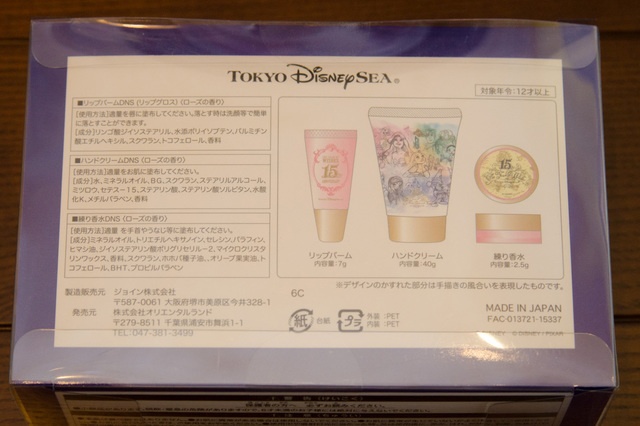 TOKYO DISNEYSEA®
対象年令:12才以上
■リップバームDNS (リップグロス) 〈ローズの香り〉
[使用方法]適量を唇に塗布してください。落とす時は洗顔等で簡単
に落とすことができます。
[成分]リンゴ酸ジイソステアリル、水添ポリイソブテン、パルミチン
酸エチルヘキシル、スクワラン、トコフェロール、香料
■ハンドクリームDNS 〈ローズの香り〉
[使用方法]適量をお肌に塗布してください。
[成分]水、ミネラルオイル、BG、スクワラン、ステアリルアルコール、
ミツロウ、セテス-15、ステアリン酸、ステアリン酸ソルビタン、水酸
化K、メチルパラベン、香料
■練り香水DNS 〈ローズの香り〉
[使用方法]適量 を手首やうなじ等に塗布してください。
[成分]ミネラルオイル、トリエチルヘキサノイン、セレシン、パラフィン、
ヒマシ油、ジイソステアリン酸ポリグリセリル-2、マイクロクリスタ
リンワックス、香料、スクワラン、ホホバ種子油、オリーブ果実油、ト
コフェロール、BHT、プロピルパラベン
15
15
リップバーム
内容量:7g
ハンドクリーム
内容量:40g
練り香水
内容量:2.5g
※デザインのかすれた部分は手描きの風合いを表現したものです。
製造販売元 ジョイン株式会社
〒587-0061 大阪府堺市美原区今井328-1
発売元 株式会社オリエンタルランド
〒279-8511 千葉県浦安市舞浜1-1
TEL:047-381-3499
6C
紙 台紙
プラ 外装:PET
内装:PET
MADE IN JAPAN
FAC-013721-15337
© DISNEY/PIXAR